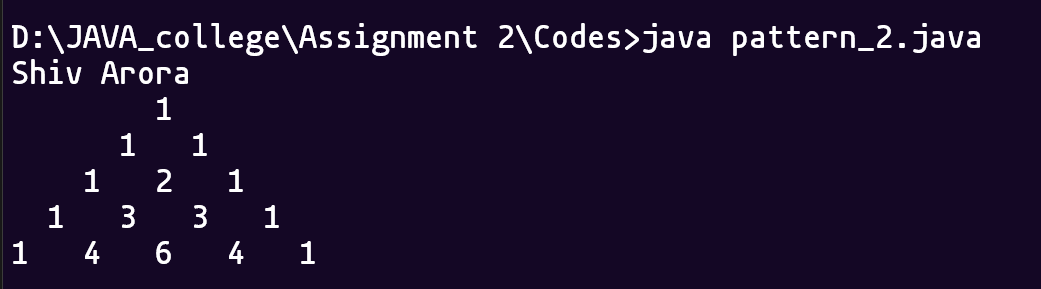 D:\JAVA_college\Assignment 2\Codes>java pattern_2.java
Shiv Arora
        1
      1   1
    1   2   1
  1   3   3   1
1   4   6   4   1